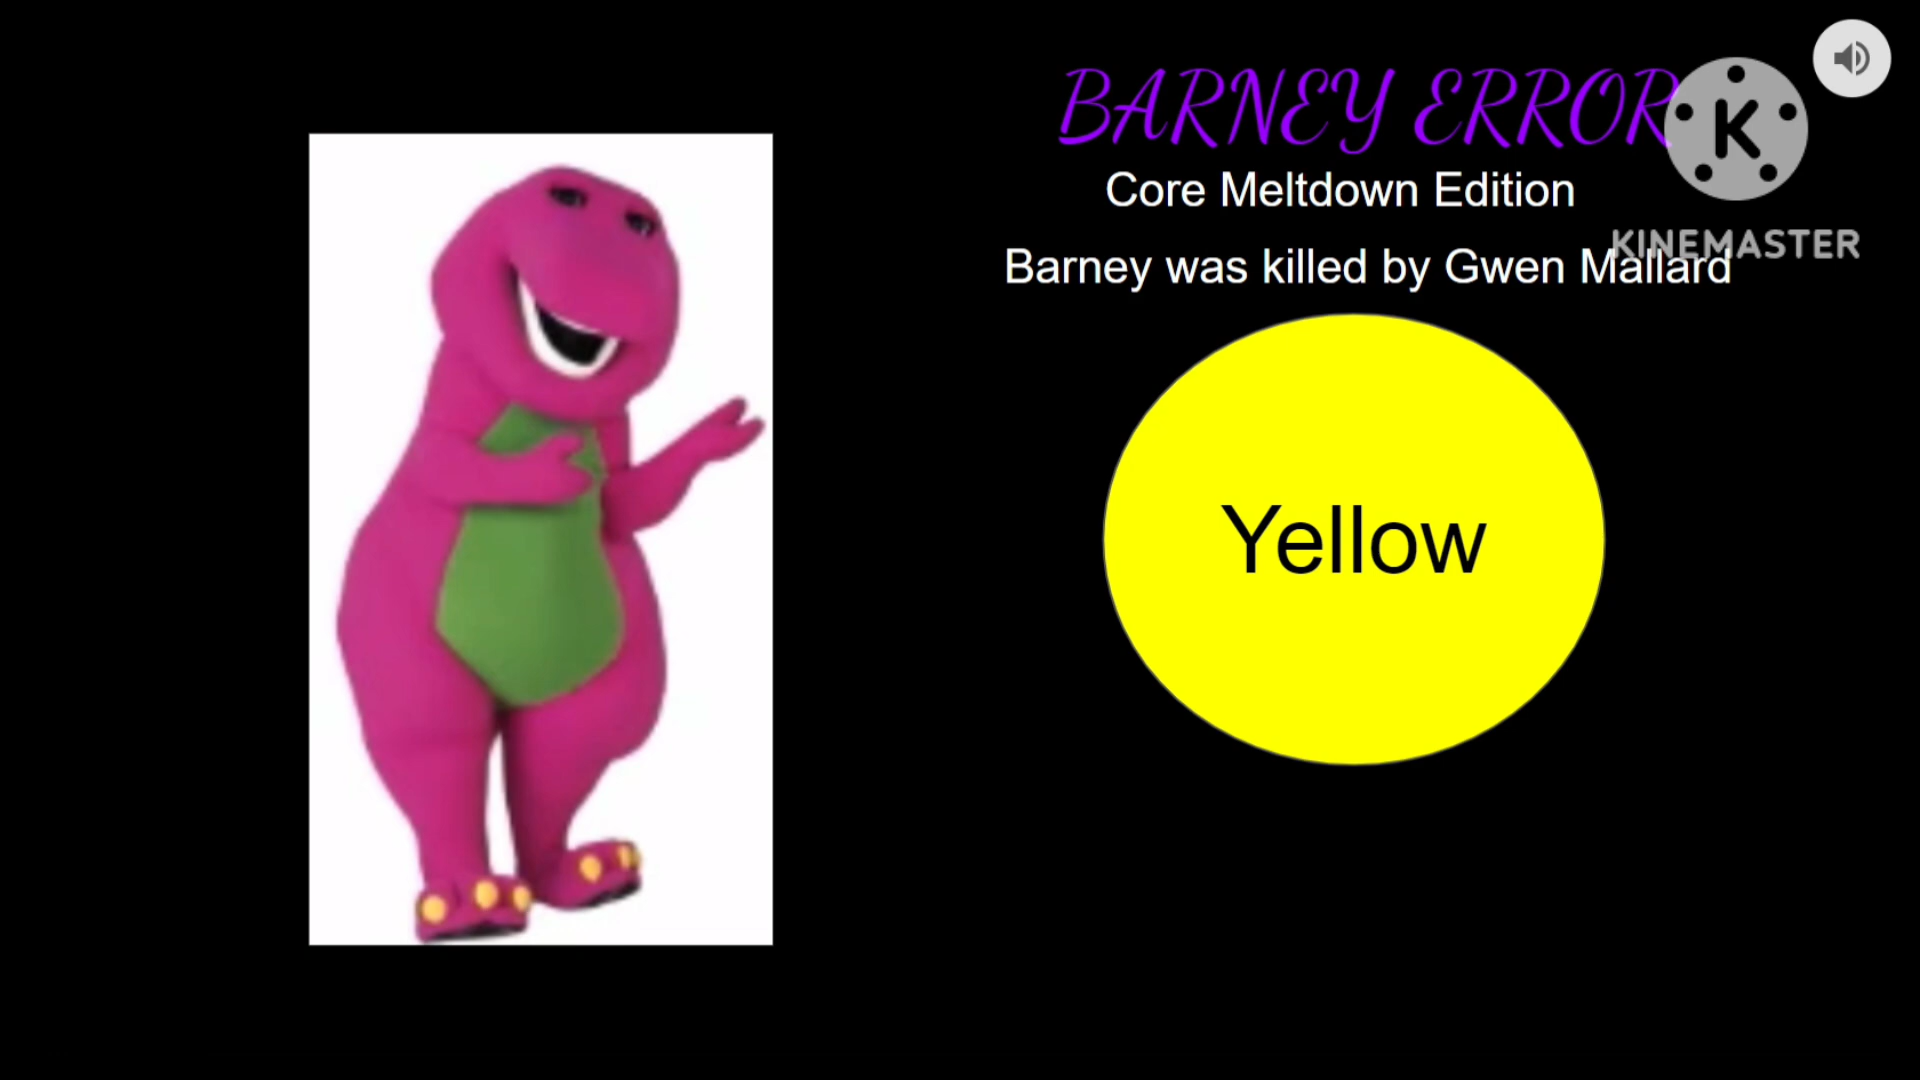 BARNEY ERROR
K
Core Meltdown Edition
KINEMASTER
Barney was killed by Gwen Mallard
Yellow